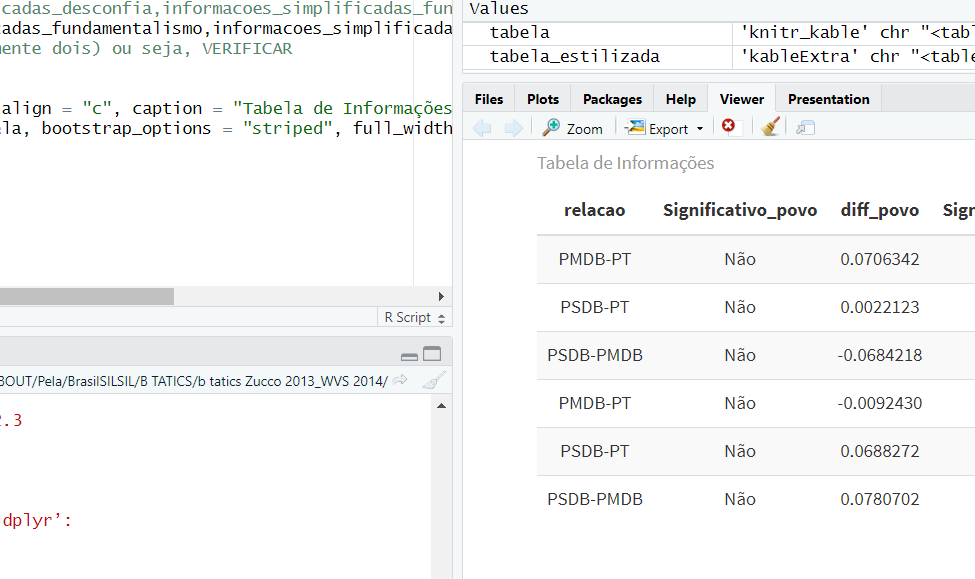 cadas_desconfia,informacoes_simplificadas_fun
adas_fundamentalismo,informacoes_simplificada
mente dois) ou seja, VERIFICAR
align = "c", caption = "Tabela de Informações
la, bootstrap_options = "striped", full_width
R Script
BOUT/Pela/BrasilSILSIL/B TATICS/b tatics Zucco 2013_WVS 2014/
2.3
dplyr’:
Values
tabela 'knitr_kable' chr "<tabl
tabela_estilizada 'kableExtra' chr "<table
Files Plots Packages Help Viewer Presentation
Zoom Export
Tabela de Informações
relacao Significativo_povo diff_povo Sign
PMDB-PT Não 0.0706342
PSDB-PT Não 0.0022123
PSDB-PMDB Não -0.0684218
PMDB-PT Não -0.0092430
PSDB-PT Não 0.0688272
PSDB-PMDB Não 0.0780702